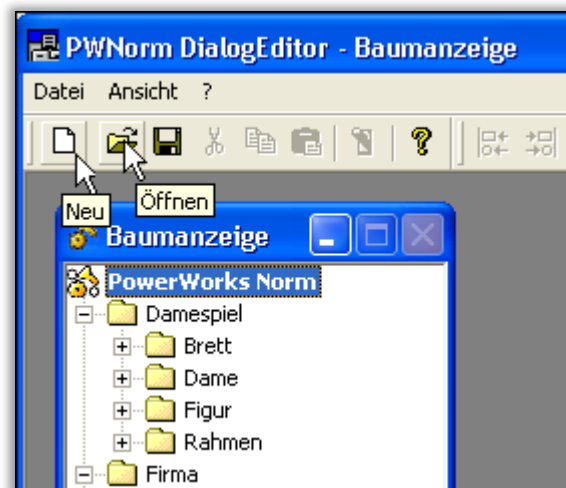 PWNorm DialogEditor - Baumanzeige
Datei Ansicht ?
Neu
Öffnen
Baumanzeige
PowerWorks Norm
Damespiel
Brett
Dame
Figur
Rahmen
Firma